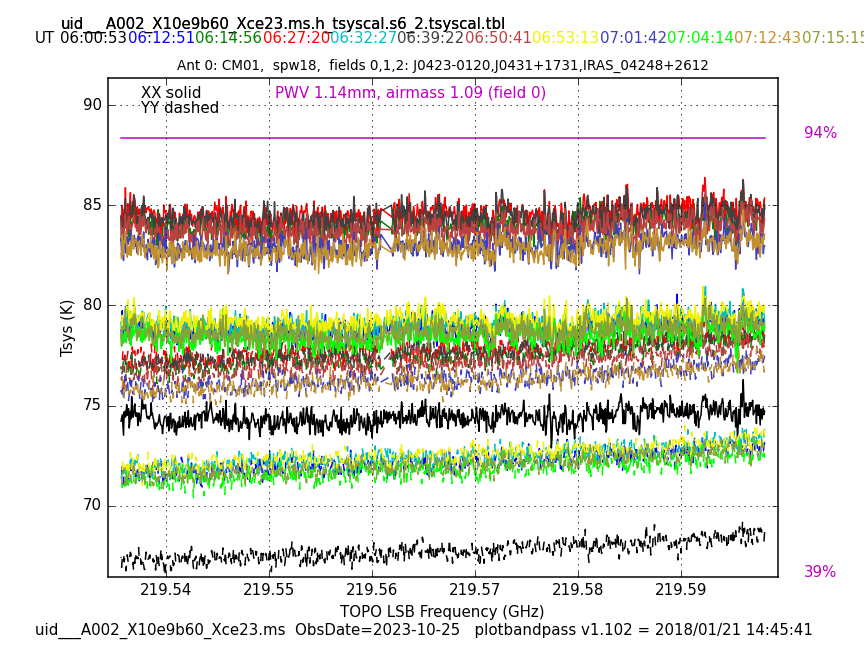 uid___A002_X10e9b60_Xce23.ms.h_tsyscal.s6_2.tsyscal.tbl
UT 06:00:53 06:12:51 06:14:56 06:27:20 06:32:27 06:39:22 06:50:41 06:53:13 07:01:42 07:04:14 07:12:43 07:15:15
Ant 0: CM01,  spw18,  fields 0,1,2: J0423-0120,J0431+1731,IRAS_04248+2612
XX solid
PWV 1.14mm, airmass 1.09 (field 0)
YY dashed
94%
90
85
80
75
70
Tsys (K)
39%
219.54 219.55 219.56 219.57 219.58 219.59
TOPO LSB Frequency (GHz)
uid___A002_X10e9b60_Xce23.ms  ObsDate=2023-10-25   plotbandpass v1.102 = 2018/01/21 14:45:41